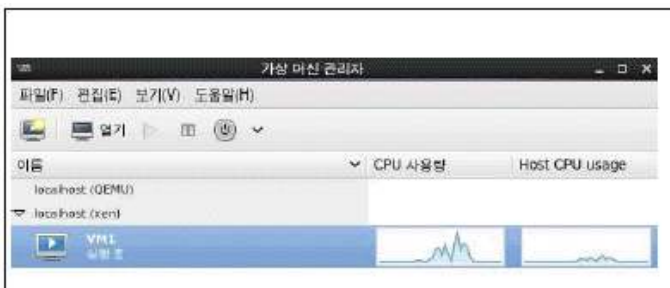 가상 머신 관리자
파일(F) 편집(E) 보기(V) 도움말(H)
열기
이름 CPU 사용량 Host CPU usage
localhost (QEMU)
localhost (xen)
VM1
실행 중